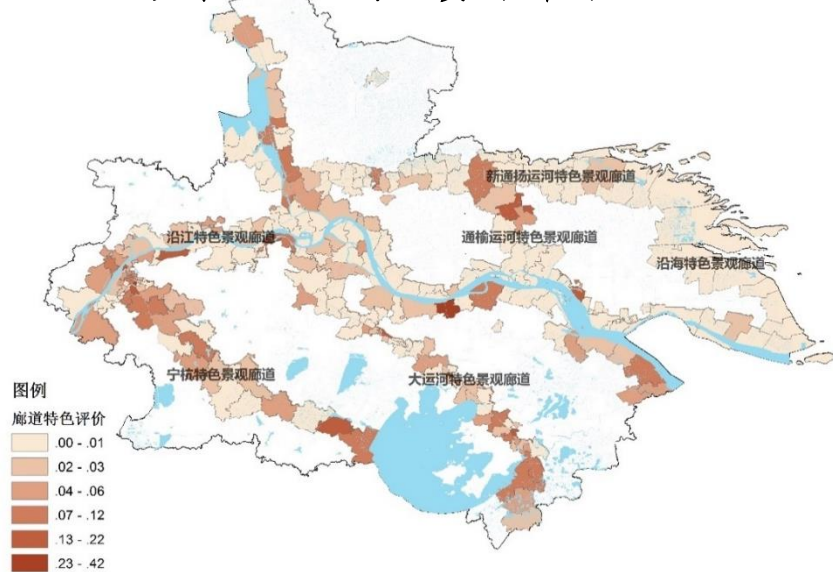 新通扬运河特色景观廊道
沿江特色景观廊道
通榆运河特色景观廊道
沿海特色景观廊道
宁杭特色景观廊道
大运河特色景观廊道
图例
廊道特色评价
.00 - .01
.02 - .03
.04 - .06
.07 - .12
.13 - .22
.23 - .42